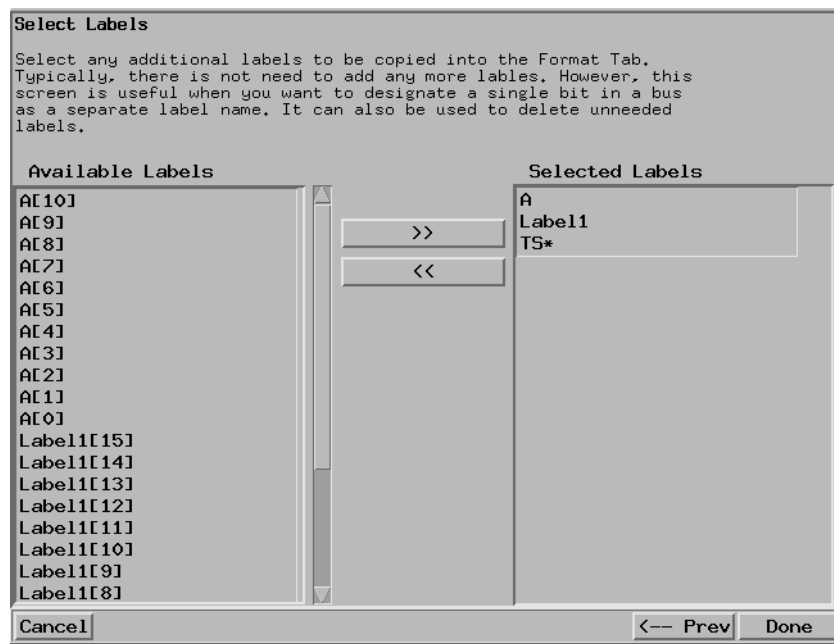 Select Labels
Select any additional labels to be copied into the Format Tab.
Typically, there is not need to add any more lables. However, this
screen is useful when you want to designate a single bit in a bus
as a separate label name. It can also be used to delete unneeded
labels.
Available Labels
A[10]
A[9]
A[8]
A[7]
A[6]
A[5]
A[4]
A[3]
A[2]
A[1]
A[0]
Label1[15]
Label1[14]
Label1[13]
Label1[12]
Label1[11]
Label1[10]
Label1[9]
Label1[8]
>>
<<
Selected Labels
A
Label1
TS*
Cancel
<-- Prev
Done